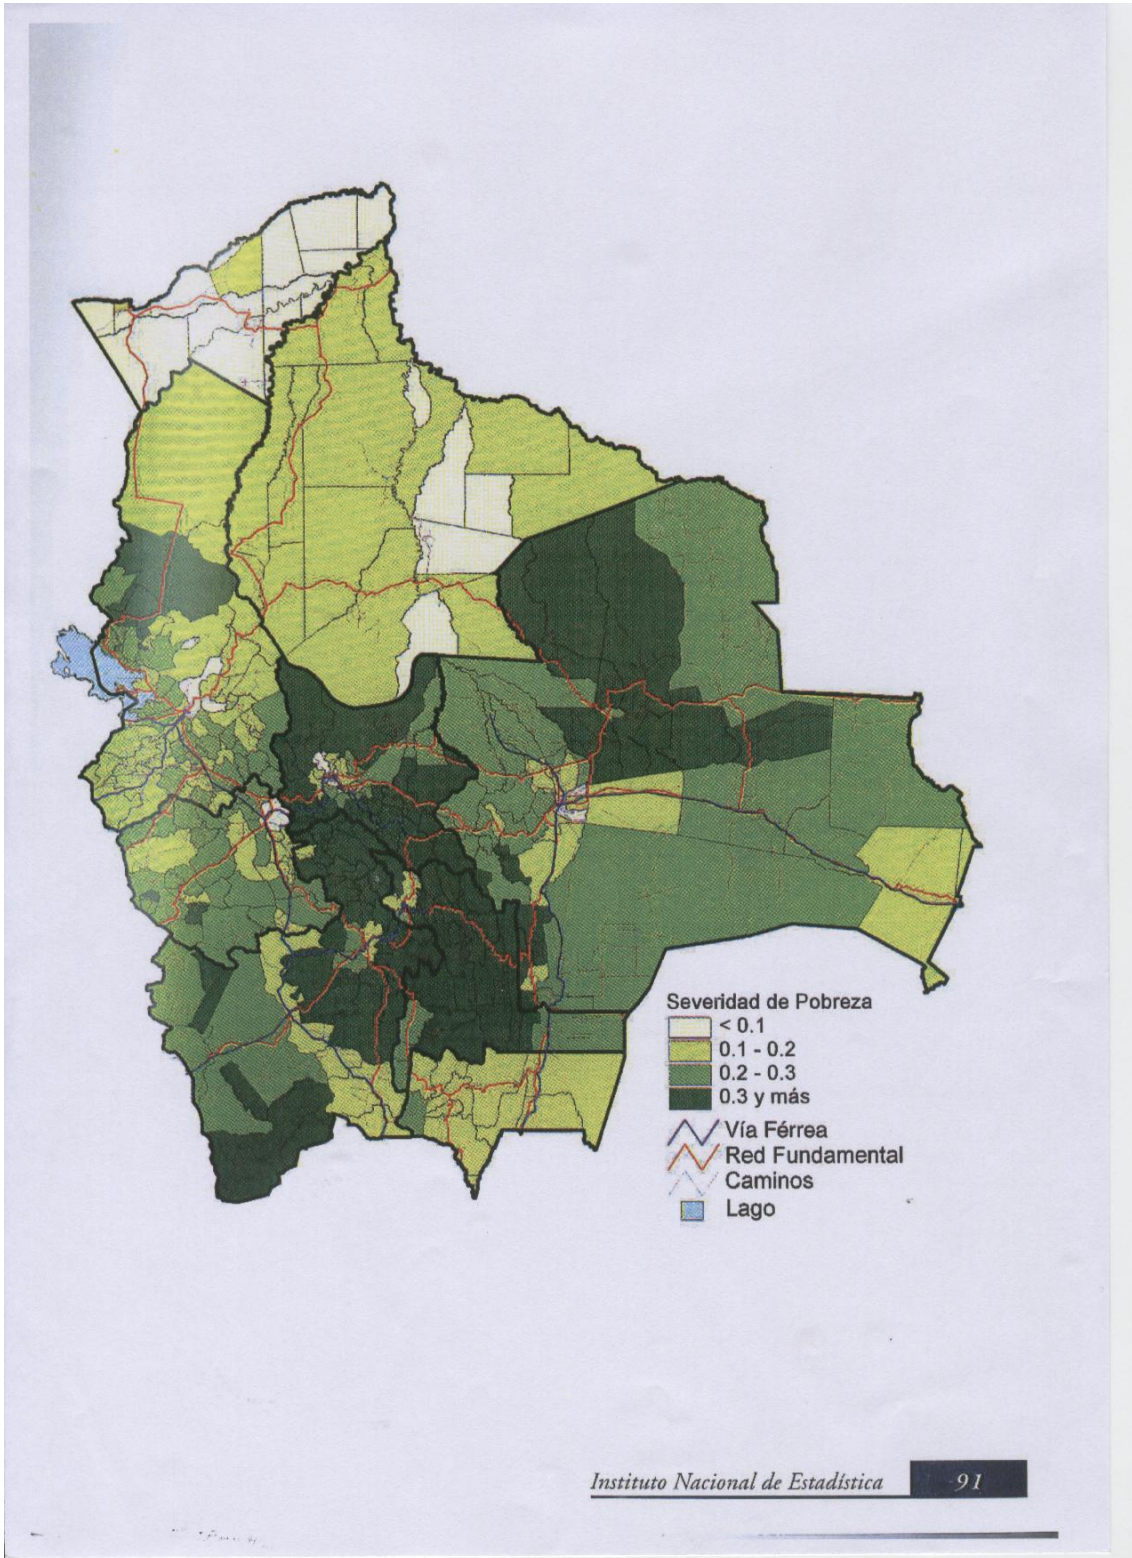 Severidad de Pobreza
< 0.1
0.1 - 0.2
0.2 - 0.3
0.3 y más
Vía Férrea
Red Fundamental
Caminos
Lago
Instituto Nacional de Estadística 91